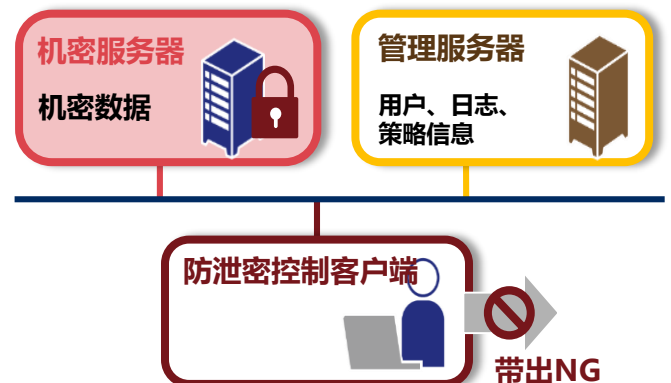 机密服务器
机密数据
管理服务器
用户、日志、
策略信息
防泄密控制客户端
带出NG